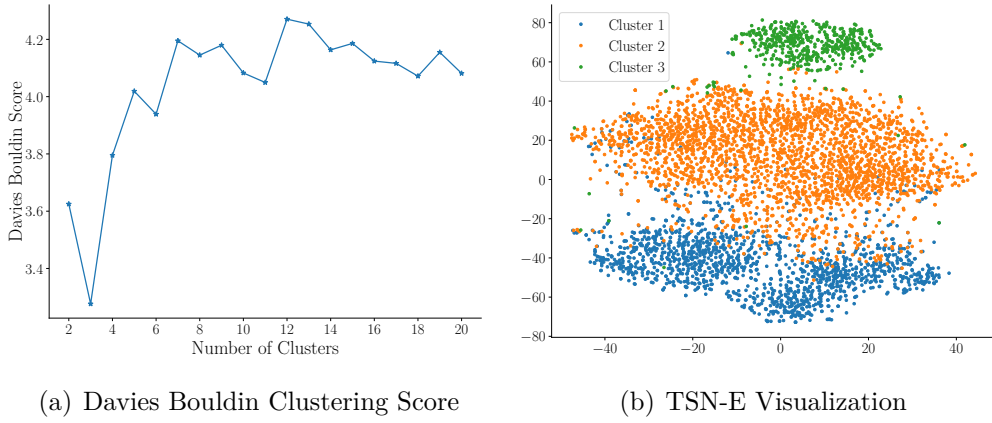 4.2
4.0
3.8
3.6
3.4
Davies Bouldin Score
2 4 6 8 10 12 14 16 18 20
Number of Clusters
(a) Davies Bouldin Clustering Score
Cluster 1
Cluster 2
Cluster 3
80
60
40
20
0
−20
−40
−60
−80
−40 −20 0 20 40
(b) TSN-E Visualization